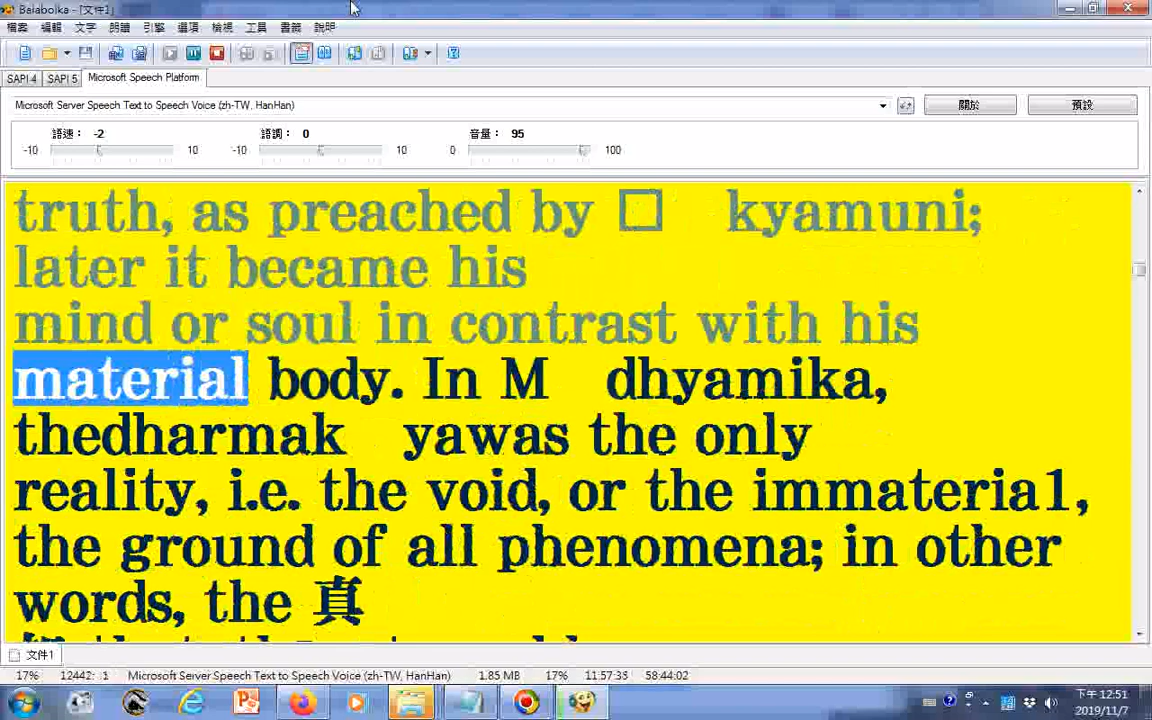 Balabolka - [文件1]
檔案 編輯 文字 朗讀 引擎 選項 檢視 工具 書籤 說明
SAPI 4 SAPI 5 Microsoft Speech Platform
Microsoft Server Speech Text to Speech Voice (zh-TW, HanHan) 關於 預設
語速： -2 語調： 0 音量： 95
-10 10 -10 10 0 100
truth, as preached by □ kyamuni;
later it became his
mind or soul in contrast with his
material body. In M dhyamika,
thedharmak yawas the only
reality, i.e. the void, or the immateria1,
the ground of all phenomena; in other
words, the 真
文件1
17% 12442: 1 Microsoft Server Speech Text to Speech Voice (zh-TW, HanHan) 1.85 MB 17% 11:57:33 58:44:02
下午 12:51
2019/11/7